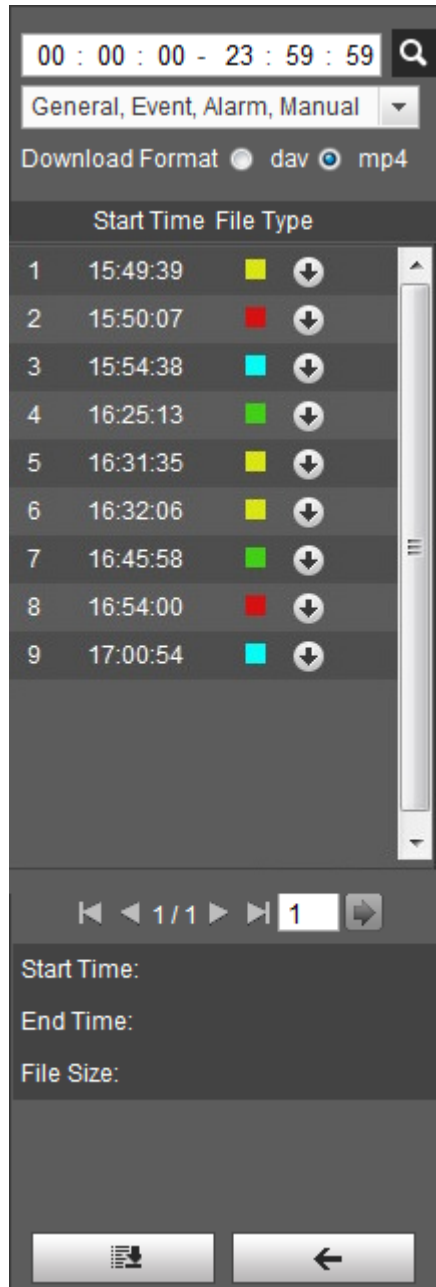 00 : 00 : 00 - 23 : 59 : 59
General, Event, Alarm, Manual
Download Format dav mp4
Start Time File Type
1 15:49:39
2 15:50:07
3 15:54:38
4 16:25:13
5 16:31:35
6 16:32:06
7 16:45:58
8 16:54:00
9 17:00:54
1 / 1 1
Start Time:
End Time:
File Size: